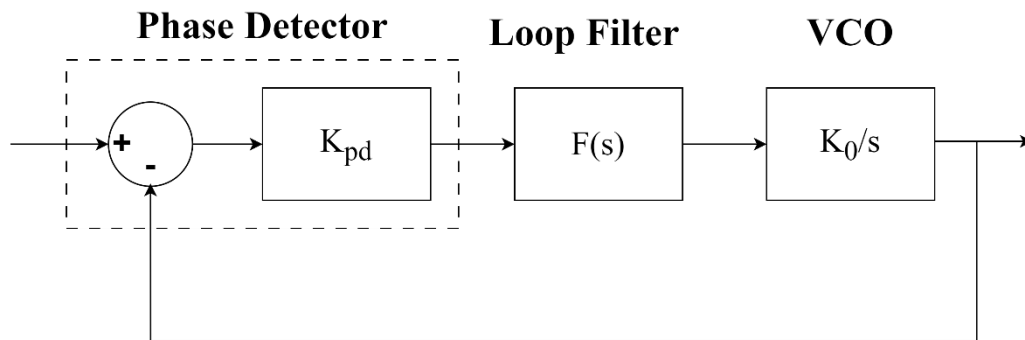 Phase Detector Loop Filter VCO
+ - K_pd F(s) K_0/s